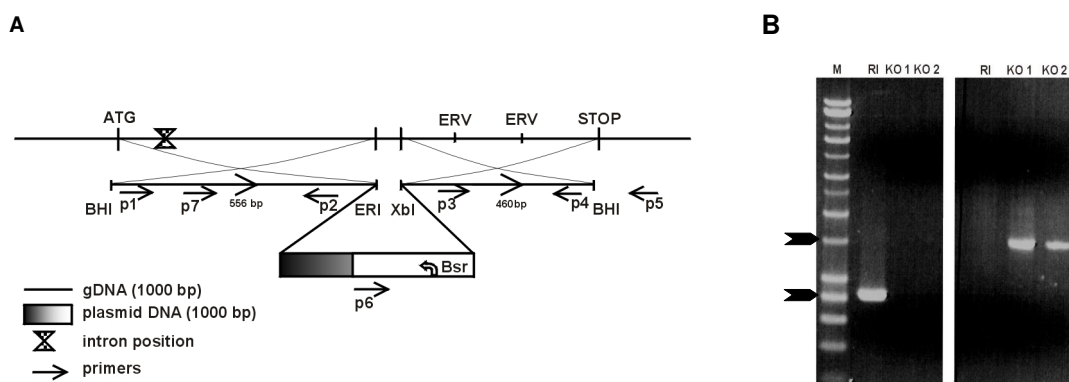 A
B
M RI KO 1 KO 2 RI KO 1 KO 2
ATG ERV ERV STOP
BHI p1 p7 556 bp p2 ERI XbI p3 460bp p4 BHI p5
Bsr
p6
gDNA (1000 bp)
plasmid DNA (1000 bp)
intron position
primers